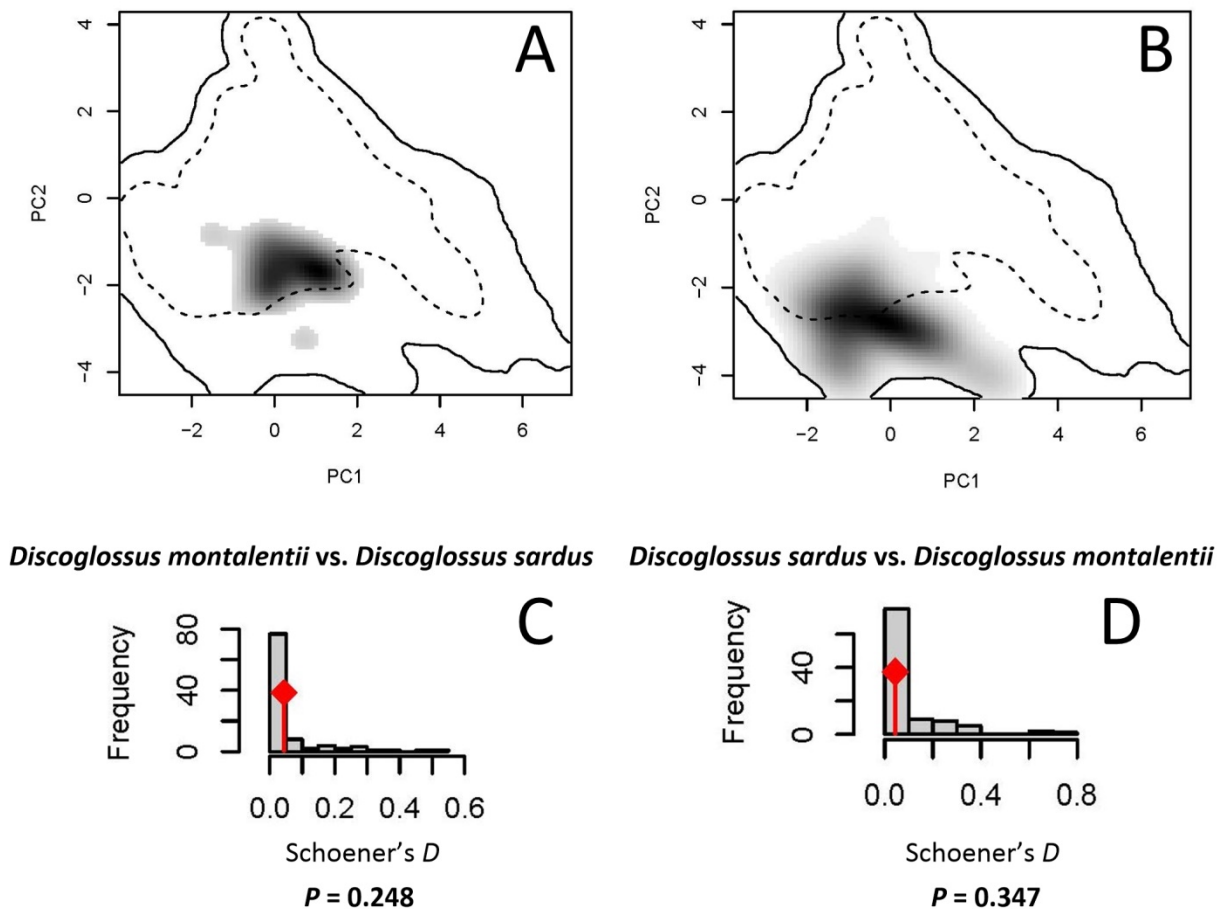 A
B
4
2
0
−2
−4
PC2
−2
0
2
4
6
PC1
4
2
0
−2
−4
PC2
−2
0
2
4
6
PC1
Discoglossus montalentii vs. Discoglossus sardus
Discoglossus sardus vs. Discoglossus montalentii
C
Frequency
80
40
0
0.0
0.2
0.4
0.6
Schoener's D
P = 0.248
D
Frequency
40
0
0.0
0.4
0.8
Schoener's D
P = 0.347